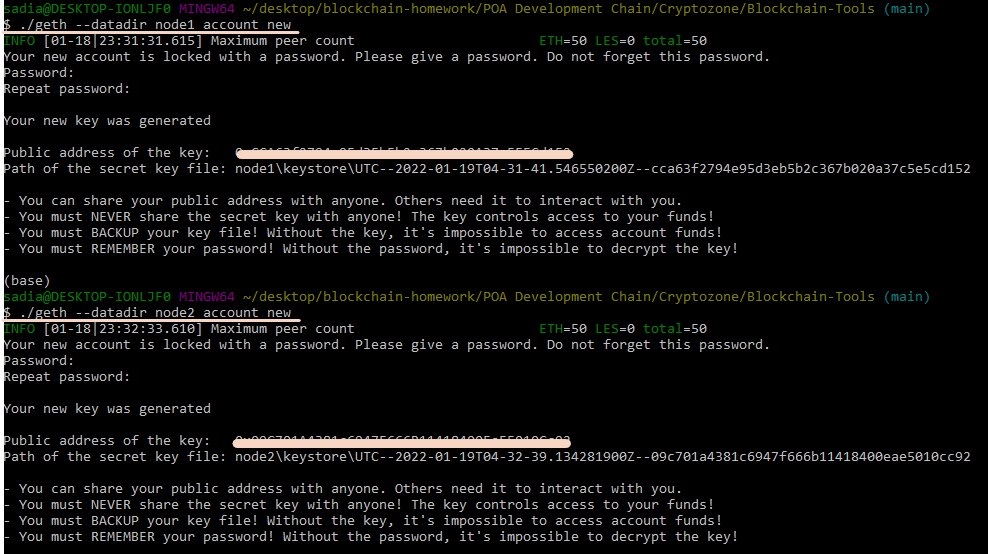 sadia@DESKTOP-IONLJF0 MINGW64 ~/desktop/blockchain-homework/POA Development Chain/Cryptozone/Blockchain-Tools (main)
$ ./geth --datadir node1 account new
INFO [01-18|23:31:31.615] Maximum peer count ETH=50 LES=0 total=50
Your new account is locked with a password. Please give a password. Do not forget this password.
Password:
Repeat password:
Your new key was generated
Public address of the key:
Path of the secret key file: node1\keystore\UTC--2022-01-19T04-31-41.546550200Z--cca63f2794e95d3eb5b2c367b020a37c5e5cd152
- You can share your public address with anyone. Others need it to interact with you.
- You must NEVER share the secret key with anyone! The key controls access to your funds!
- You must BACKUP your key file! Without the key, it's impossible to access account funds!
- You must REMEMBER your password! Without the password, it's impossible to decrypt the key!
(base)
sadia@DESKTOP-IONLJF0 MINGW64 ~/desktop/blockchain-homework/POA Development Chain/Cryptozone/Blockchain-Tools (main)
$ ./geth --datadir node2 account new
INFO [01-18|23:32:33.610] Maximum peer count ETH=50 LES=0 total=50
Your new account is locked with a password. Please give a password. Do not forget this password.
Password:
Repeat password:
Your new key was generated
Public address of the key:
Path of the secret key file: node2\keystore\UTC--2022-01-19T04-32-39.134281900Z--09c701a4381c6947f666b11418400eae5010cc92
- You can share your public address with anyone. Others need it to interact with you.
- You must NEVER share the secret key with anyone! The key controls access to your funds!
- You must BACKUP your key file! Without the key, it's impossible to access account funds!
- You must REMEMBER your password! Without the password, it's impossible to decrypt the key!